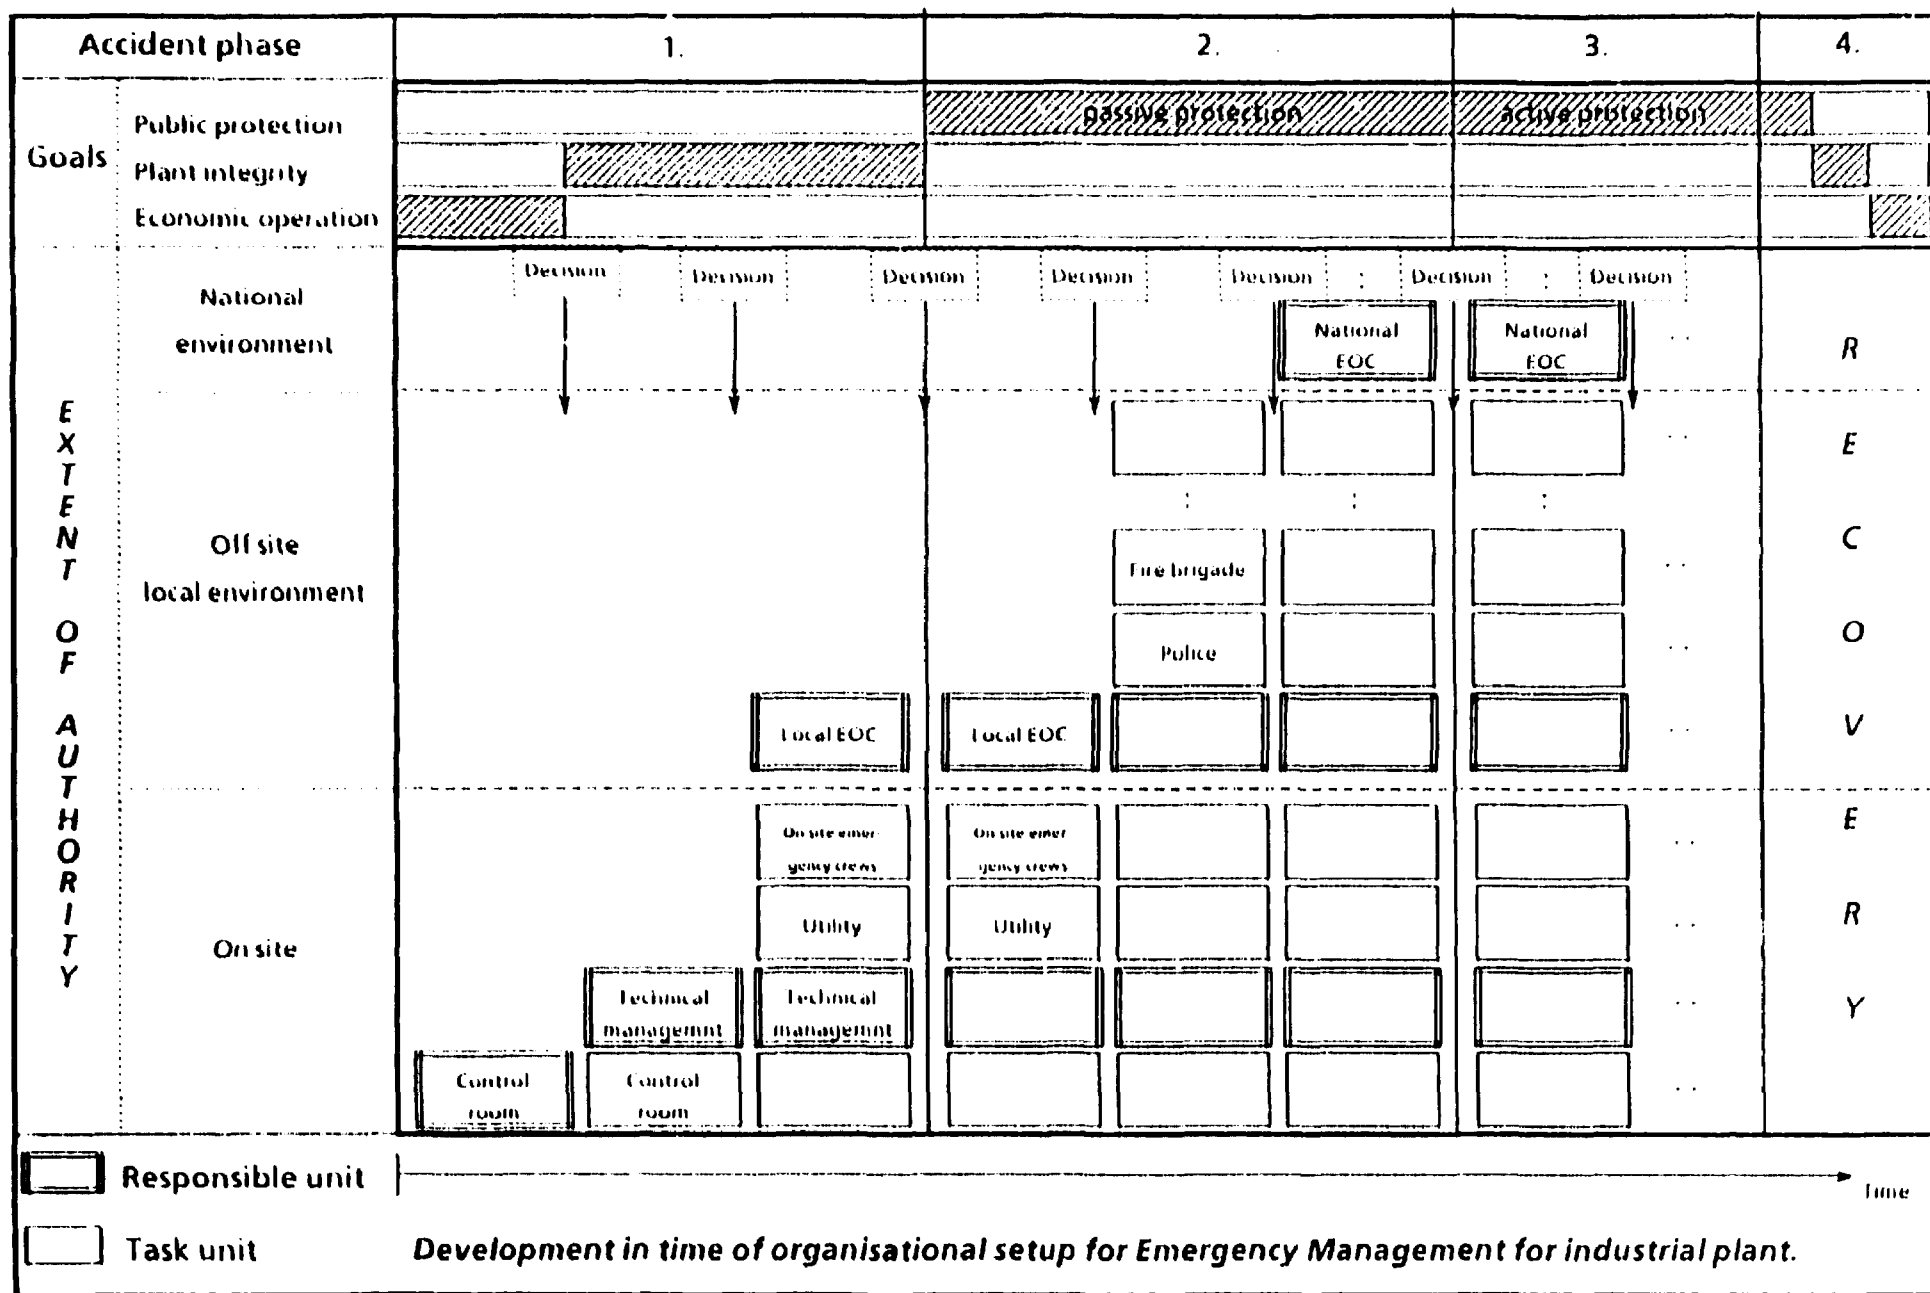 Accident phase 1. 2. 3. 4.
Goals
Public protection
passive protection active protection
Plant integrity
Economic operation
Decision Decision Decision Decision Decision : Decision : Decision
EXTENT OF AUTHORITY
National
environment
National
EOC
National
EOC
Off site
local environment
Fire brigade
Police
Local EOC
Local EOC
On site
On site emer
gency crews
On site emer
gency crews
Utility
Utility
Technical
managemnt
Technical
managemnt
Control
room
Control
room
RECOVERY
Responsible unit
Time
Task unit
Development in time of organisational setup for Emergency Management for industrial plant.